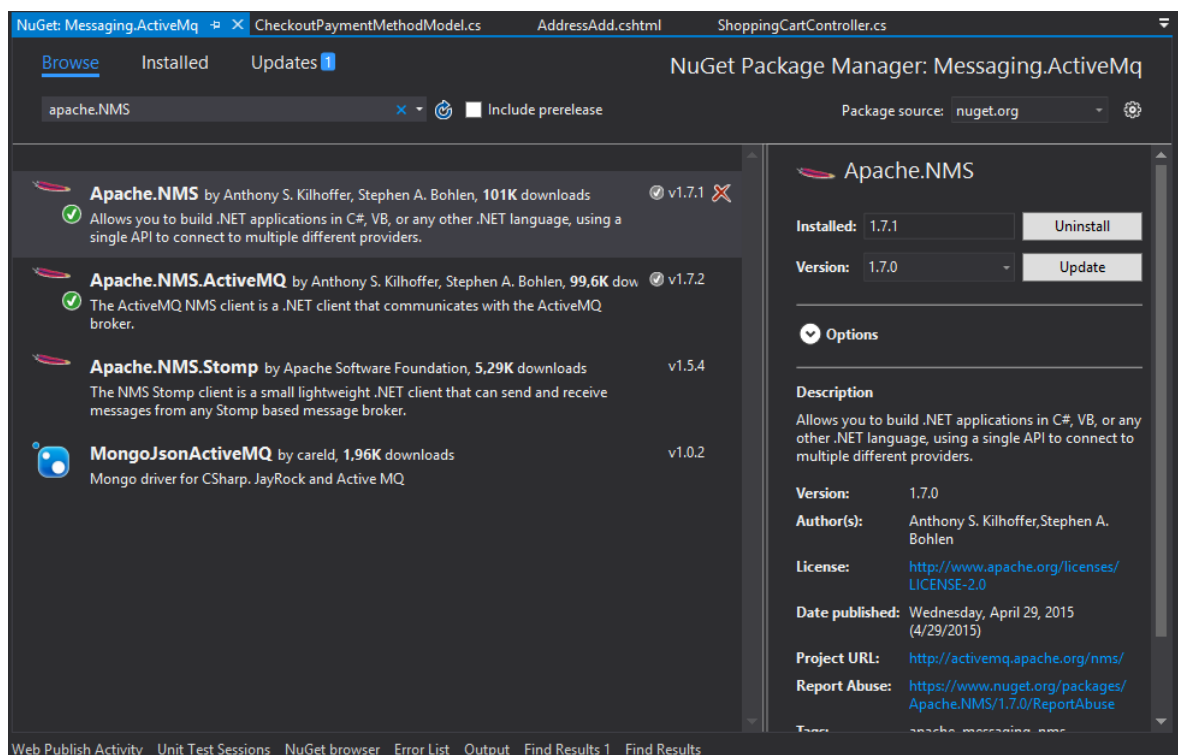 NuGet: Messaging.ActiveMq
CheckoutPaymentMethodModel.cs
AddressAdd.cshtml
ShoppingCartController.cs
Browse
Installed
Updates 1
NuGet Package Manager: Messaging.ActiveMq
apache.NMS
Include prerelease
Package source: nuget.org
Apache.NMS by Anthony S. Kilhoffer, Stephen A. Bohlen, 101K downloads
v1.7.1
Allows you to build .NET applications in C#, VB, or any other .NET language, using a
single API to connect to multiple different providers.
Apache.NMS.ActiveMQ by Anthony S. Kilhoffer, Stephen A. Bohlen, 99,6K dow
v1.7.2
The ActiveMQ NMS client is a .NET client that communicates with the ActiveMQ
broker.
Apache.NMS.Stomp by Apache Software Foundation, 5,29K downloads
v1.5.4
The NMS Stomp client is a small lightweight .NET client that can send and receive
messages from any Stomp based message broker.
MongoJsonActiveMQ by careld, 1,96K downloads
v1.0.2
Mongo driver for CSharp. JayRock and Active MQ
Apache.NMS
Installed: 1.7.1
Uninstall
Version: 1.7.0
Update
Options
Description
Allows you to build .NET applications in C#, VB, or any
other .NET language, using a single API to connect to
multiple different providers.
Version: 1.7.0
Author(s): Anthony S. Kilhoffer,Stephen A.
Bohlen
License: http://www.apache.org/licenses/
LICENSE-2.0
Date published: Wednesday, April 29, 2015
(4/29/2015)
Project URL: http://activemq.apache.org/nms/
Report Abuse: https://www.nuget.org/packages/
Apache.NMS/1.7.0/ReportAbuse
Tags: apache, messaging, nms
Web Publish Activity
Unit Test Sessions
NuGet browser
Error List
Output
Find Results 1
Find Results